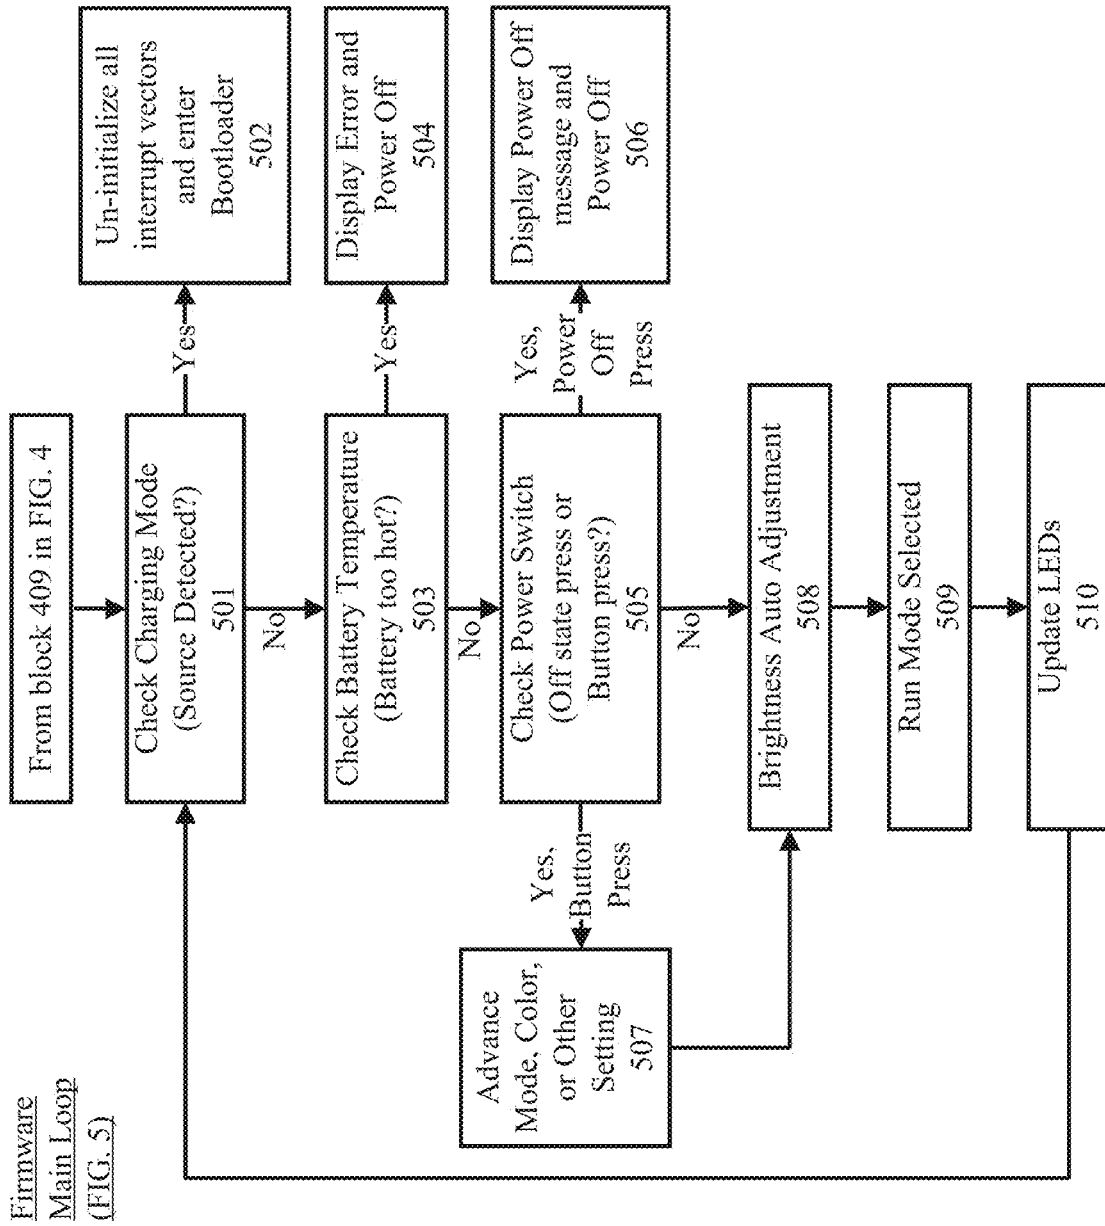 Firmware
Main Loop
(FIG. 5)
From block 409 in FIG. 4
Check Charging Mode
(Source Detected?)
501
Yes
Un-initialize all
interrupt vectors
and enter
Bootloader
502
No
Check Battery Temperature
(Battery too hot?)
503
Yes
Display Error and
Power Off
504
No
Check Power Switch
(Off state press or
Button press?)
505
Yes,
Power
Off
Press
Display Power Off
message and
Power Off
506
Yes,
Button
Press
Advance
Mode, Color,
or Other
Setting
507
No
Brightness Auto Adjustment
508
Run Mode Selected
509
Update LEDs
510